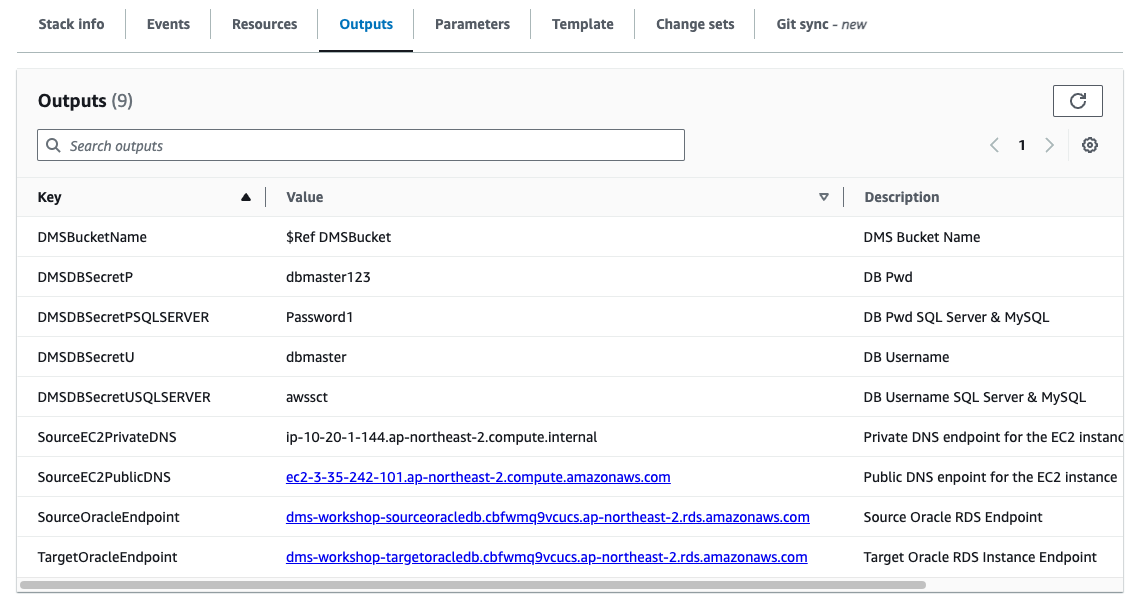 Stack info Events Resources Outputs Parameters Template Change sets Git sync - new
Outputs (9)
Search outputs
1
Key Value Description
DMSBucketName $Ref DMSBucket DMS Bucket Name
DMSDBSecretP dbmaster123 DB Pwd
DMSDBSecretPSQLSERVER Password1 DB Pwd SQL Server & MySQL
DMSDBSecretU dbmaster DB Username
DMSDBSecretUSQLSERVER awssct DB Username SQL Server & MySQL
SourceEC2PrivateDNS ip-10-20-1-144.ap-northeast-2.compute.internal Private DNS endpoint for the EC2 instanc
SourceEC2PublicDNS ec2-3-35-242-101.ap-northeast-2.compute.amazonaws.com Public DNS enpoint for the EC2 instance
SourceOracleEndpoint dms-workshop-sourceoracledb.cbfwmq9vcucs.ap-northeast-2.rds.amazonaws.com Source Oracle RDS Endpoint
TargetOracleEndpoint dms-workshop-targetoracledb.cbfwmq9vcucs.ap-northeast-2.rds.amazonaws.com Target Oracle RDS Instance Endpoint